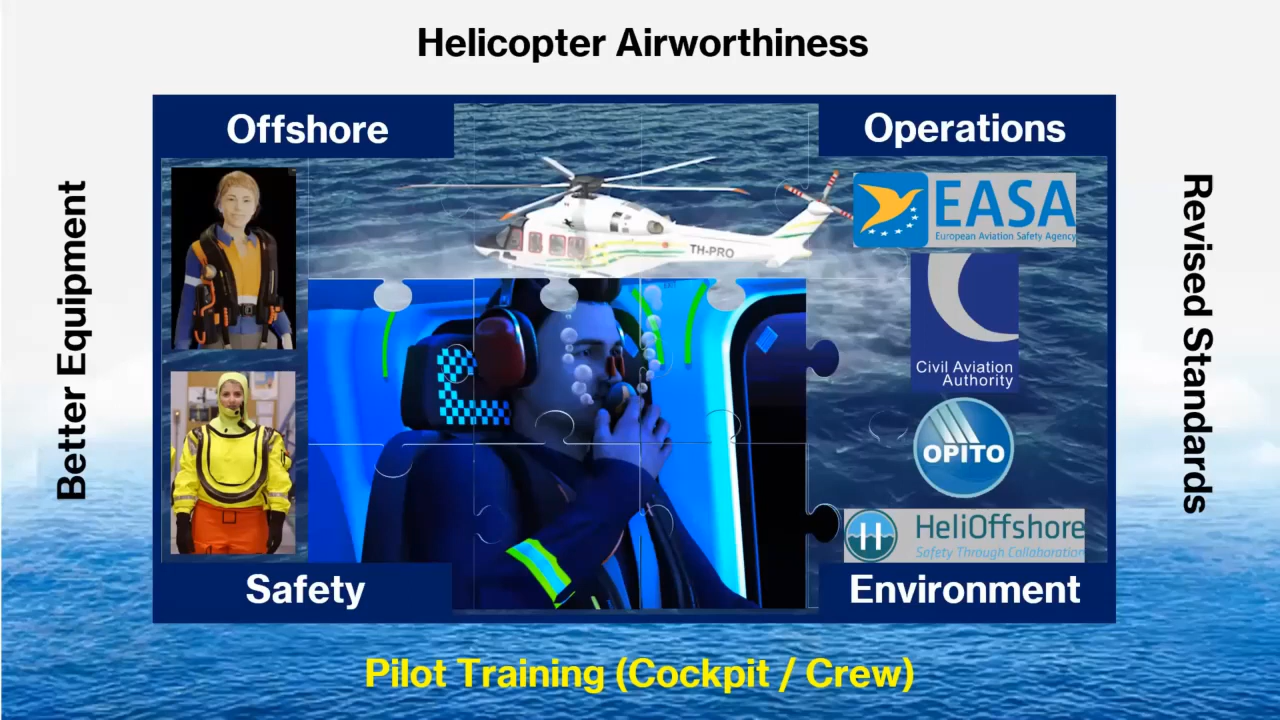 Helicopter Airworthiness
Offshore
Operations
Better Equipment
Revised Standards
EASA
European Aviation Safety Agency
TH-PRO
EXIT
Civil Aviation
Authority
OPITO
H
HeliOffshore
Safety Through Collaboration
Safety
Environment
Pilot Training (Cockpit / Crew)